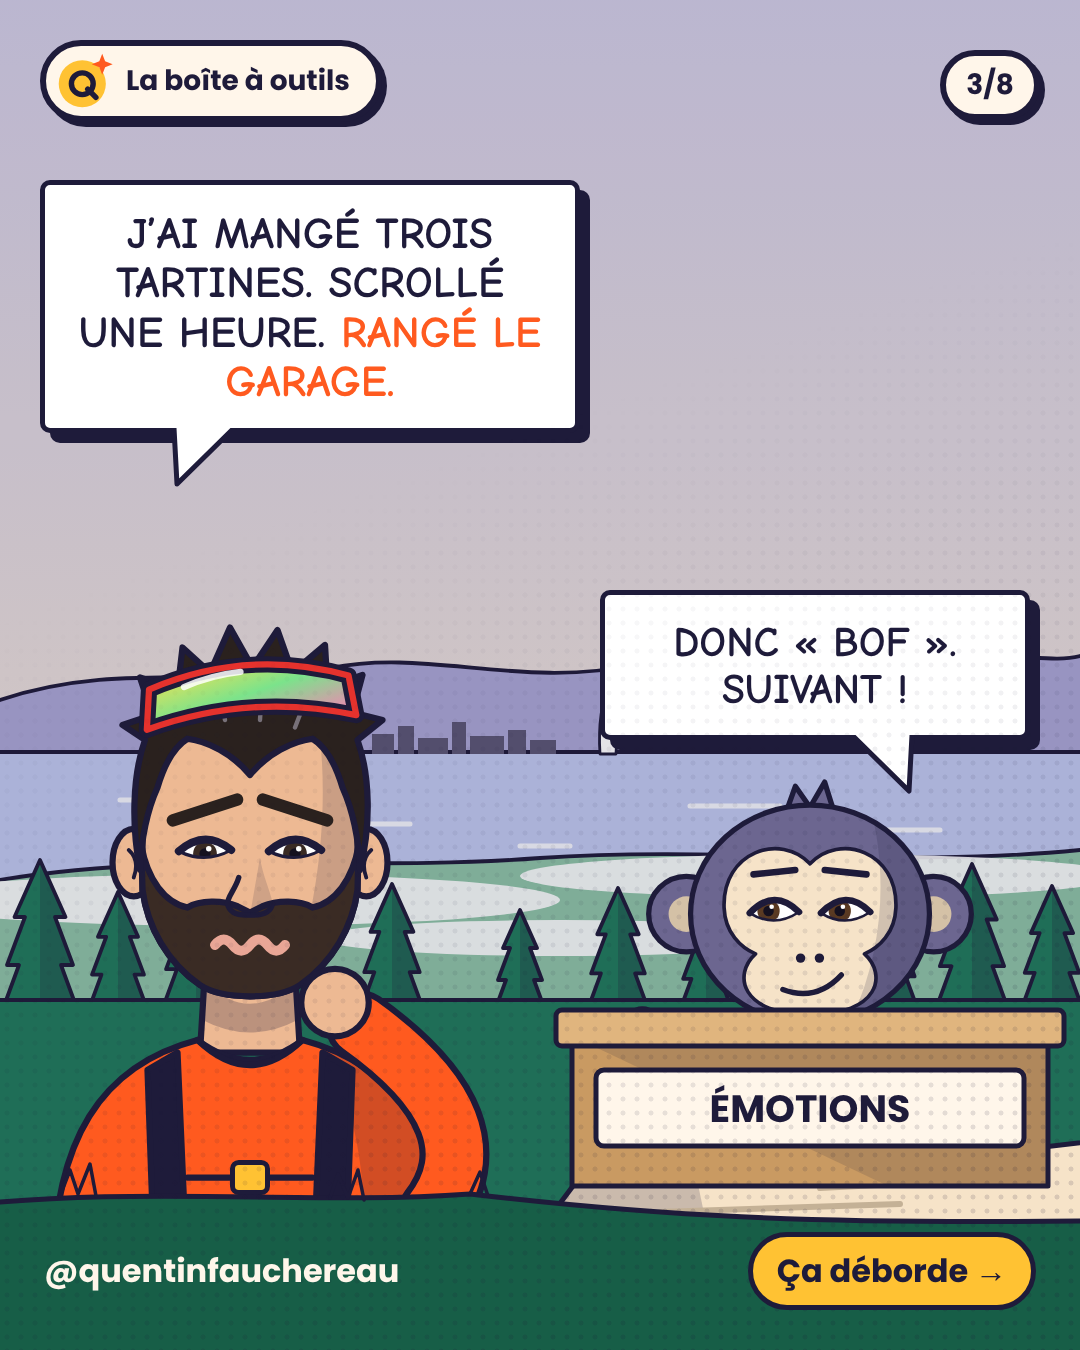 Q La boîte à outils
3/8
J'AI MANGÉ TROIS
TARTINES. SCROLLÉ
UNE HEURE. RANGÉ LE
GARAGE.
DONC « BOF ».
SUIVANT !
ÉMOTIONS
@quentinfauchereau
Ça déborde →